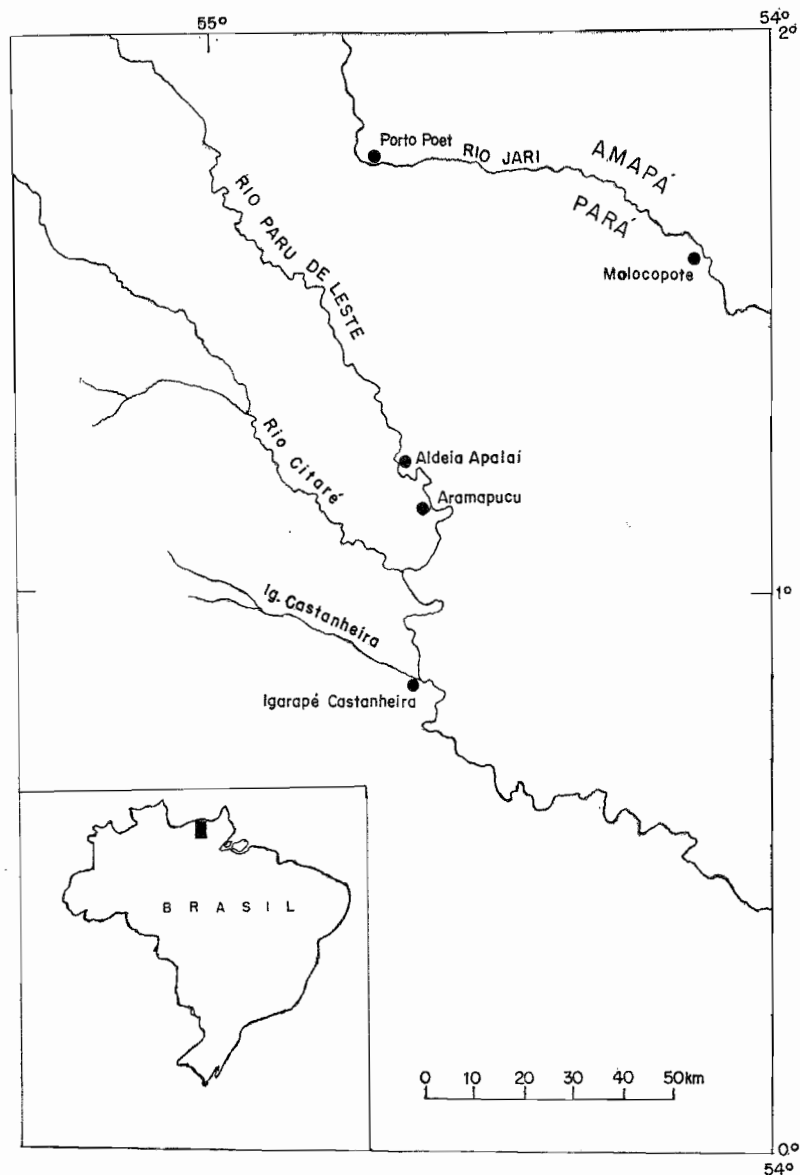 55º
54º
2º
Porto Poet
RIO JARI
AMAPÁ
PARÁ
Molocopote
RIO PARU DE LESTE
Rio Citaré
Aldeia Apalaí
Aramapucu
1º
Ig. Castanheira
Igarapé Castanheira
BRASIL
0 10 20 30 40 50km
0º
54º